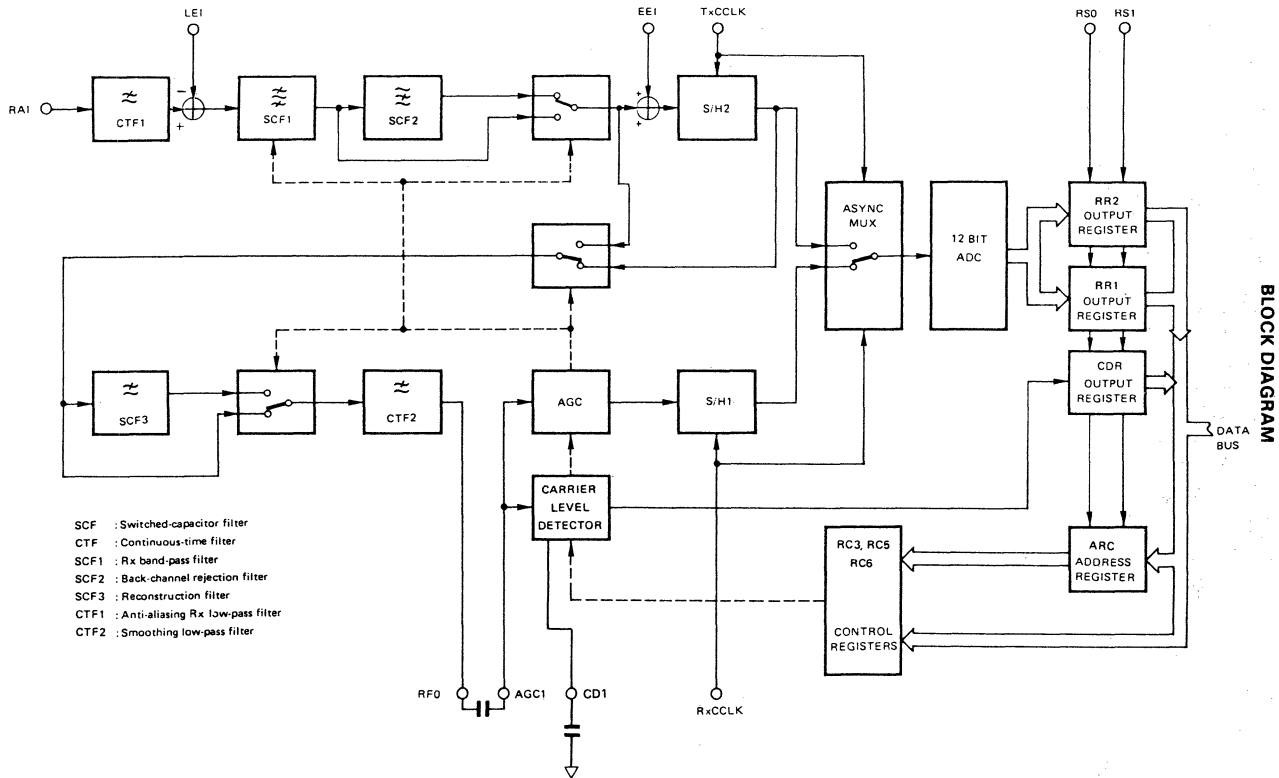 LEI
EEI
TxCCLK
RS0
RS1
RAI
-
+
+
+
CTF1
SCF1
SCF2
S/H2
ASYNC
MUX
12 BIT
ADC
RR2
OUTPUT
REGISTER
RR1
OUTPUT
REGISTER
CDR
OUTPUT
REGISTER
BLOCK DIAGRAM
SCF3
CTF2
AGC
S/H1
DATA
BUS
CARRIER
LEVEL
DETECTOR
RC3, RC5
RC6
CONTROL
REGISTERS
ARC
ADDRESS
REGISTER
SCF : Switched-capacitor filter
CTF : Continuous-time filter
SCF1 : Rx band-pass filter
SCF2 : Back-channel rejection filter
SCF3 : Reconstruction filter
CTF1 : Anti-aliasing Rx low-pass filter
CTF2 : Smoothing low-pass filter
RFO
AGC1
CD1
RxCCLK